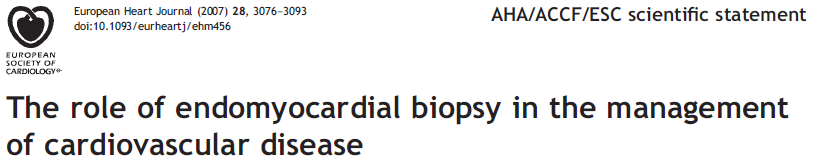 European Heart Journal (2007) 28, 3076–3093
doi:10.1093/eurheartj/ehm456
AHA/ACCF/ESC scientific statement
EUROPEAN
SOCIETY OF
CARDIOLOGY®
The role of endomyocardial biopsy in the management
of cardiovascular disease